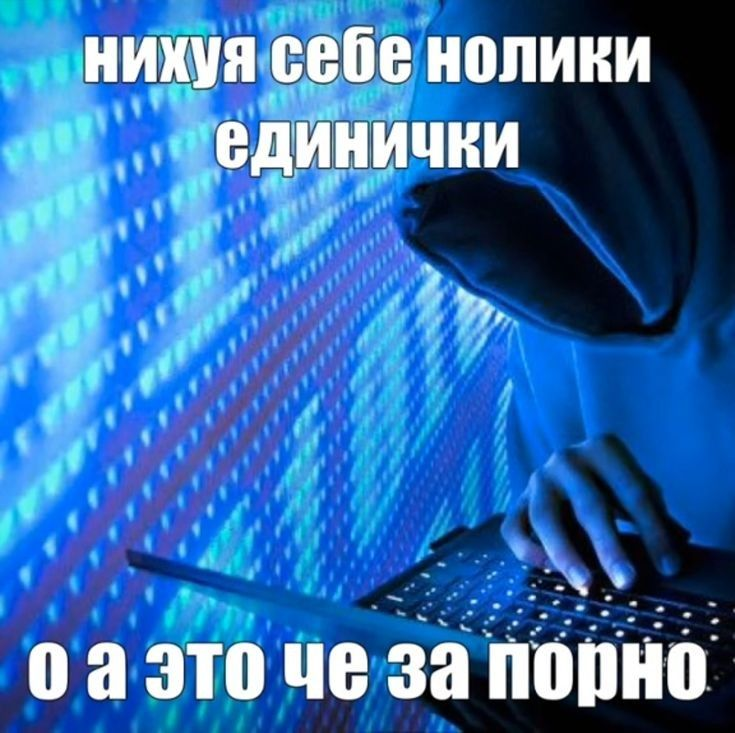 нихуя себе нолики
единички
о а это че за порно